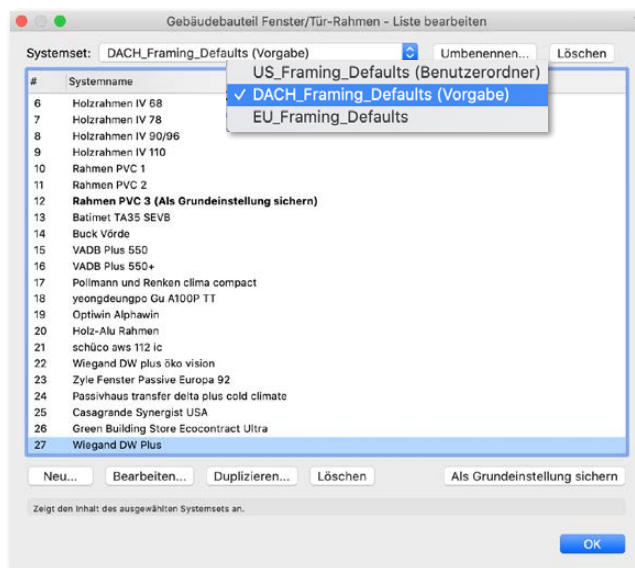 Gebäudebauteil Fenster/Tür-Rahmen - Liste bearbeiten
Systemset: DACH_Framing_Defaults (Vorgabe) Umbenennen... Löschen
US_Framing_Defaults (Benutzerordner)
✓ DACH_Framing_Defaults (Vorgabe)
EU_Framing_Defaults
# Systemname
6 Holzrahmen IV 68
7 Holzrahmen IV 78
8 Holzrahmen IV 90/96
9 Holzrahmen IV 110
10 Rahmen PVC 1
11 Rahmen PVC 2
12 Rahmen PVC 3 (Als Grundeinstellung sichern)
13 Batimet TA35 SEVB
14 Buck Vörde
15 VADB Plus 550
16 VADB Plus 550+
17 Pollmann und Renken clima compact
18 yeongdeungpo Gu A100P TT
19 Optiwin Alphawin
20 Holz-Alu Rahmen
21 schüco aws 112 ic
22 Wiegand DW plus öko vision
23 Zyle Fenster Passive Europa 92
24 Passivhaus transfer delta plus cold climate
25 Casagrande Synergist USA
26 Green Building Store Ecocontract Ultra
27 Wiegand DW Plus
Neu... Bearbeiten... Duplizieren... Löschen Als Grundeinstellung sichern
Zeigt den Inhalt des ausgewählten Systemsets an.
OK